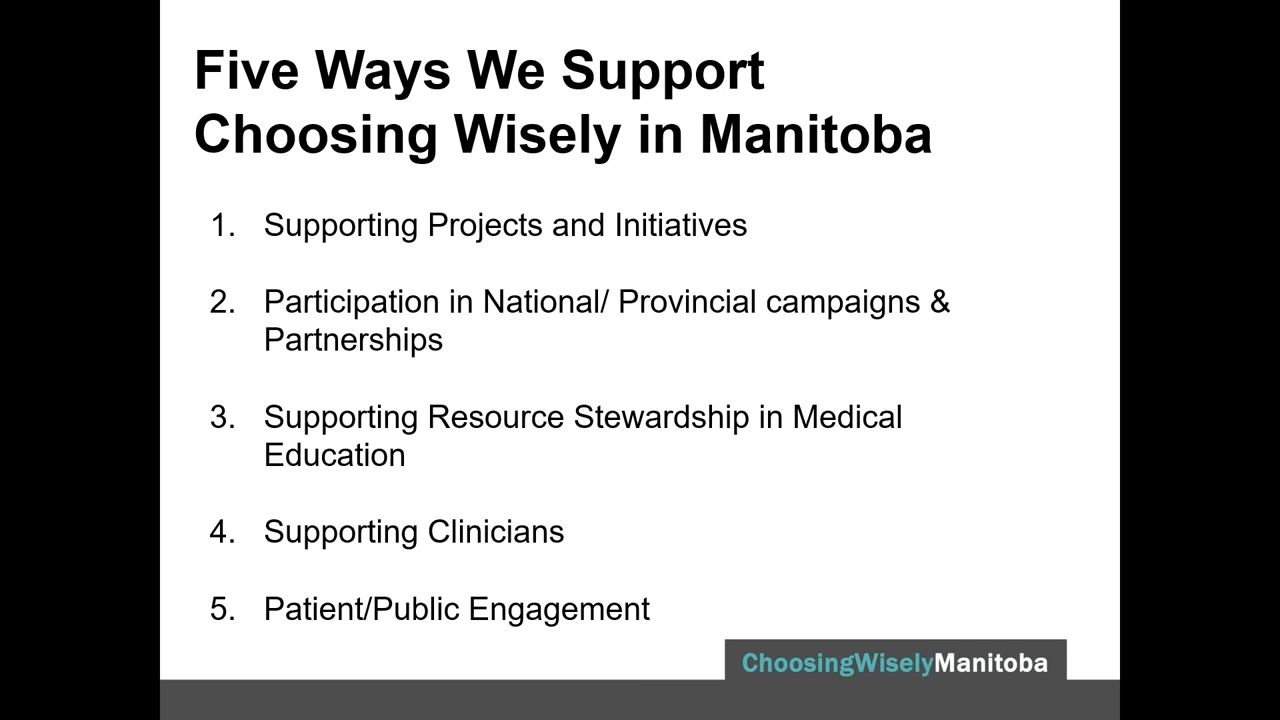 Five Ways We Support
Choosing Wisely in Manitoba
1. Supporting Projects and Initiatives
2. Participation in National/ Provincial campaigns &
Partnerships
3. Supporting Resource Stewardship in Medical
Education
4. Supporting Clinicians
5. Patient/Public Engagement
ChoosingWiselyManitoba